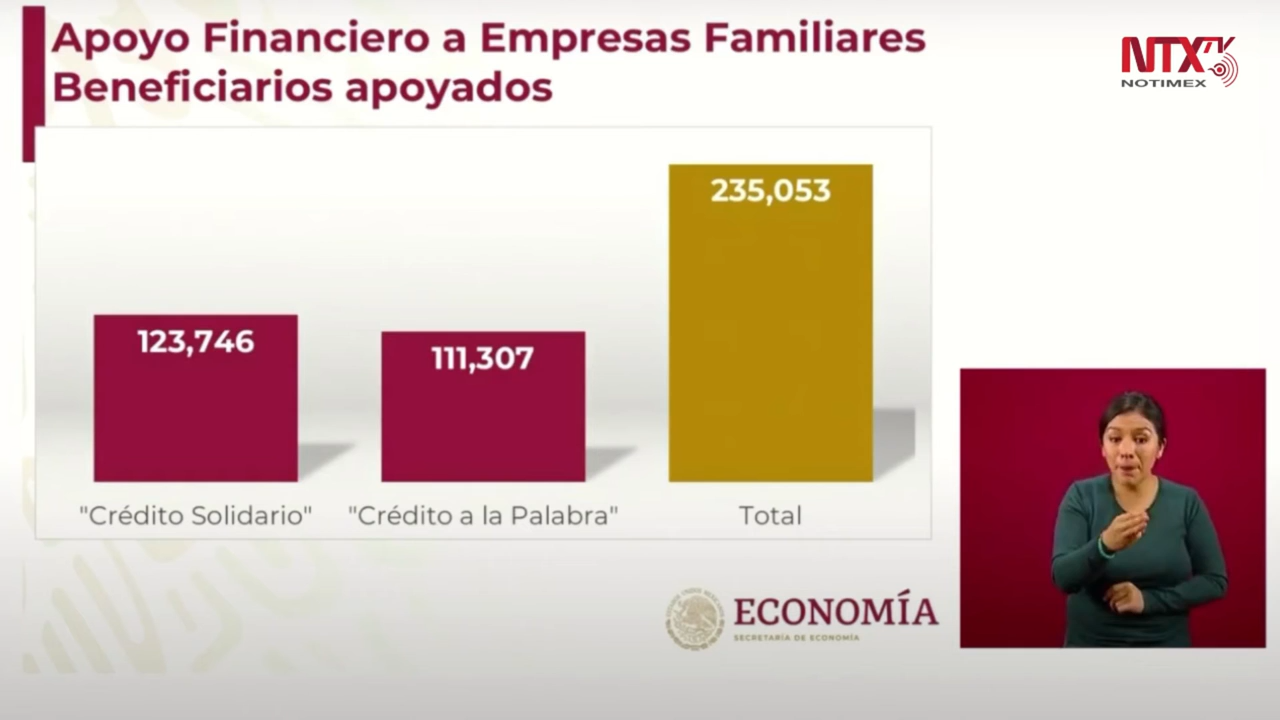 Apoyo Financiero a Empresas Familiares
Beneficiarios apoyados
NTX
NOTIMEX
235,053
123,746
111,307
"Crédito Solidario"
"Crédito a la Palabra"
Total
ECONOMÍA
SECRETARÍA DE ECONOMÍA